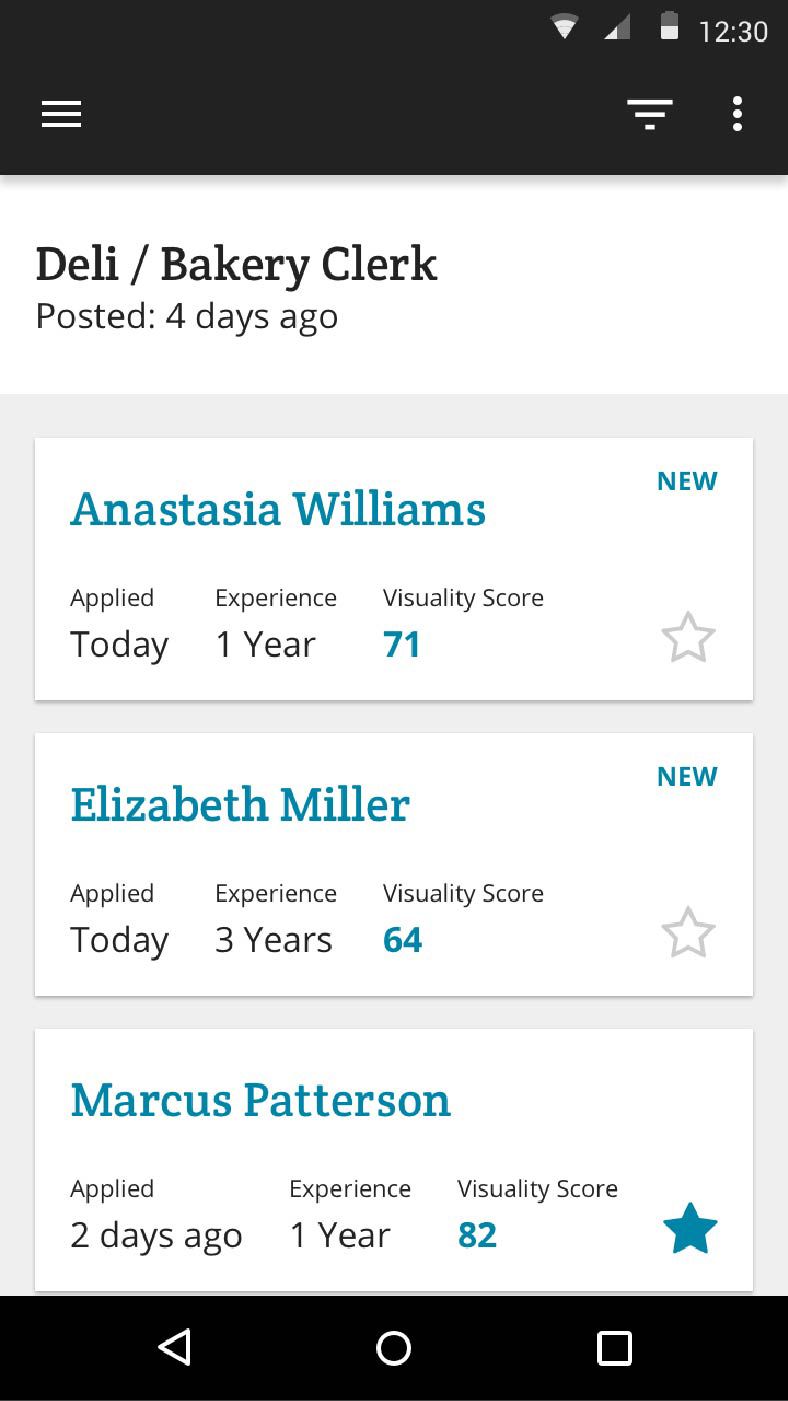 12:30
Deli / Bakery Clerk
Posted: 4 days ago
NEW
Anastasia Williams
Applied Experience Visuality Score
Today 1 Year 71
NEW
Elizabeth Miller
Applied Experience Visuality Score
Today 3 Years 64
Marcus Patterson
Applied Experience Visuality Score
2 days ago 1 Year 82